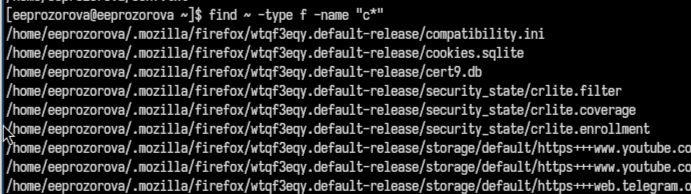 [eeprozorova@eeprozorova ~]$ find ~ -type f -name "c*"
/home/eeprozorova/.mozilla/firefox/wtqf3eqy.default-release/compatibility.ini
/home/eeprozorova/.mozilla/firefox/wtqf3eqy.default-release/cookies.sqlite
/home/eeprozorova/.mozilla/firefox/wtqf3eqy.default-release/cert9.db
/home/eeprozorova/.mozilla/firefox/wtqf3eqy.default-release/security_state/crlite.filter
/home/eeprozorova/.mozilla/firefox/wtqf3eqy.default-release/security_state/crlite.coverage
/home/eeprozorova/.mozilla/firefox/wtqf3eqy.default-release/security_state/crlite.enrollment
/home/eeprozorova/.mozilla/firefox/wtqf3eqy.default-release/storage/default/https+++www.youtube.co
/home/eeprozorova/.mozilla/firefox/wtqf3eqy.default-release/storage/default/https+++www.youtube.co
/home/eeprozorova/.mozilla/firefox/wtqf3eqy.default-release/storage/default/https+++web.telegram